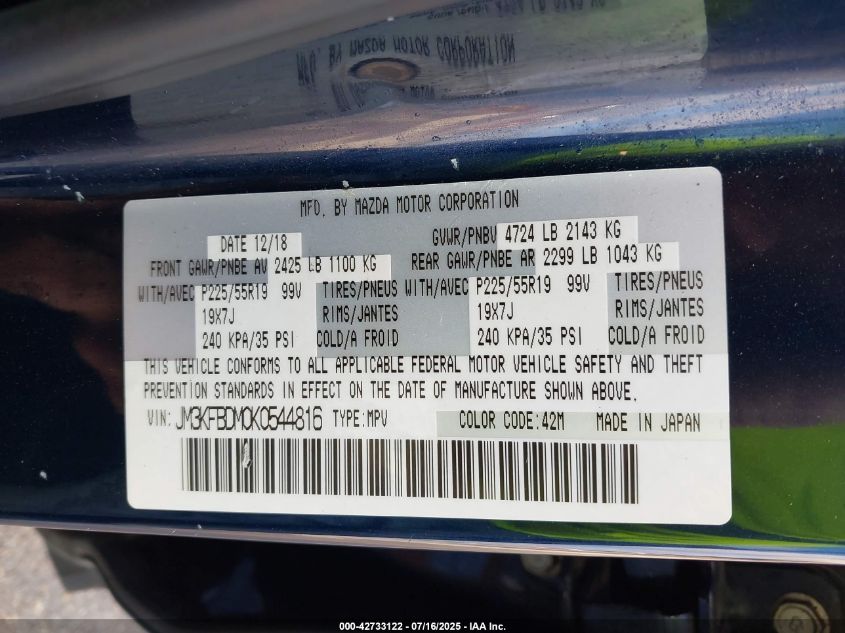 MFD. BY MAZDA MOTOR CORPORATION
DATE 12/18 GVWR/PNBV 4724 LB 2143 KG
FRONT GAWR/PNBE AV 2425 LB 1100 KG REAR GAWR/PNBE AR 2299 LB 1043 KG
WITH/AVEC P225/55R19 99V TIRES/PNEUS WITH/AVEC P225/55R19 99V TIRES/PNEUS
19X7J RIMS/JANTES 19X7J RIMS/JANTES
240 KPA/35 PSI COLD/A FROID 240 KPA/35 PSI COLD/A FROID
THIS VEHICLE CONFORMS TO ALL APPLICABLE FEDERAL MOTOR VEHICLE SAFETY AND THEFT
PREVENTION STANDARDS IN EFFECT ON THE DATE OF MANUFACTURE SHOWN ABOVE.
VIN: JM3KFBDM0K0544816 TYPE:MPV COLOR CODE:42M MADE IN JAPAN
000-42733122 - 07/16/2025 - IAA Inc.